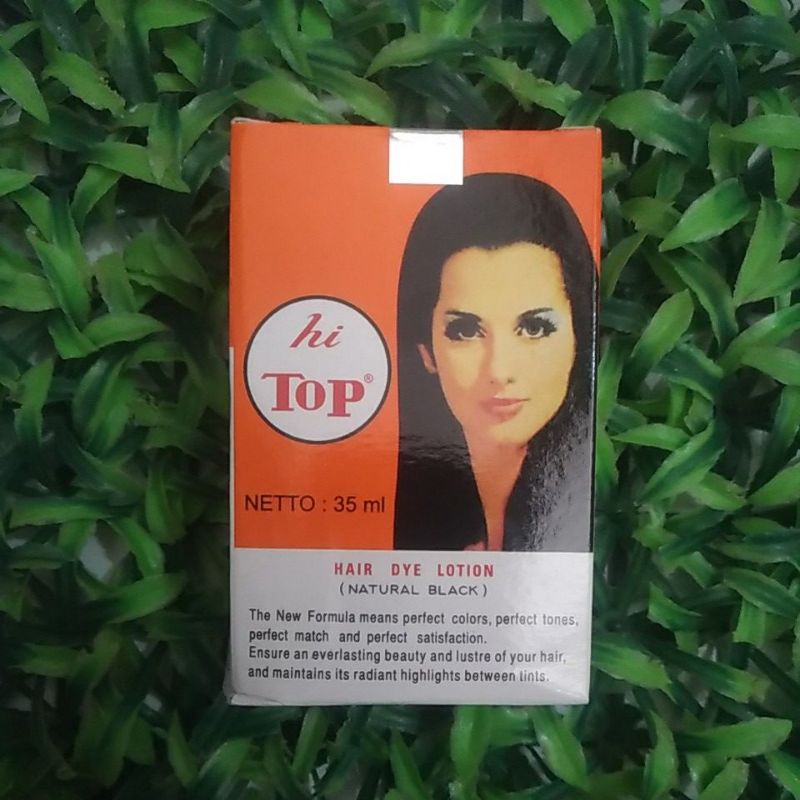 hi
TOP®
NETTO : 35 ml
HAIR DYE LOTION
(NATURAL BLACK)
The New Formula means perfect colors, perfect tones,
perfect match and perfect satisfaction.
Ensure an everlasting beauty and lustre of your hair,
and maintains its radiant highlights between tints.